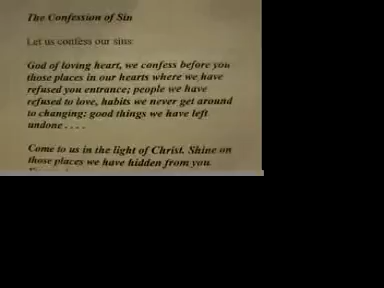 The Confession of Sin
Let us confess our sins:
God of loving heart, we confess before you
those places in our hearts where we have
refused you entrance; people we have
refused to love, habits we never get around
to changing; good things we have left
undone . . . .
Come to us in the light of Christ. Shine on
those places we have hidden from you.